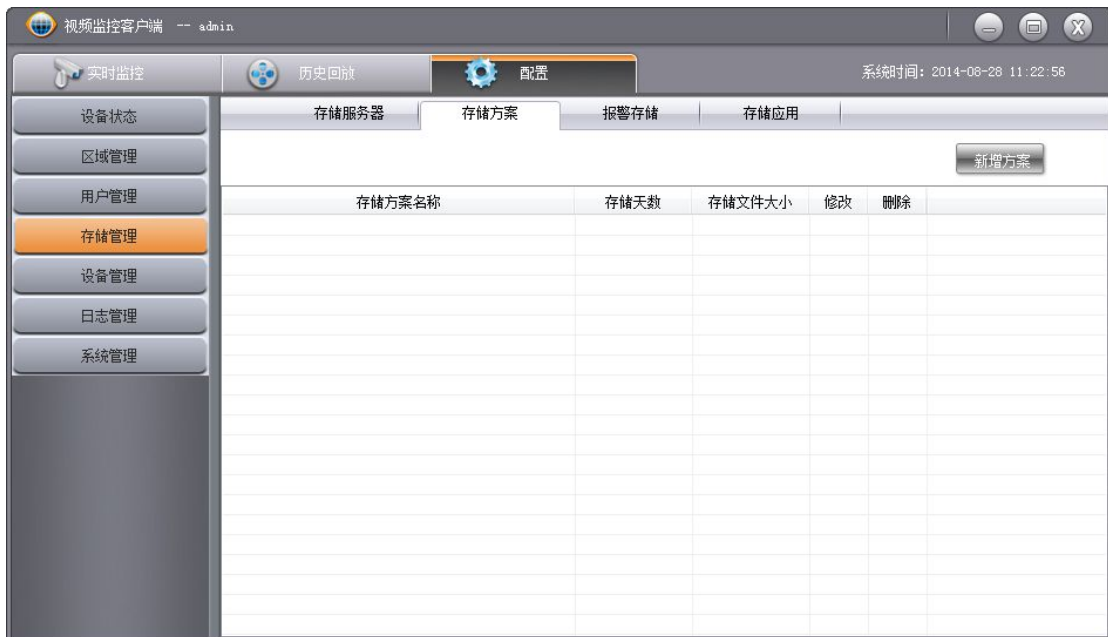 视频监控客户端 -- admin
实时监控 历史回放 配置 系统时间：2014-08-28 11:22:56
设备状态
区域管理
用户管理
存储管理
设备管理
日志管理
系统管理
存储服务器 存储方案 报警存储 存储应用
新增方案
存储方案名称 存储天数 存储文件大小 修改 删除